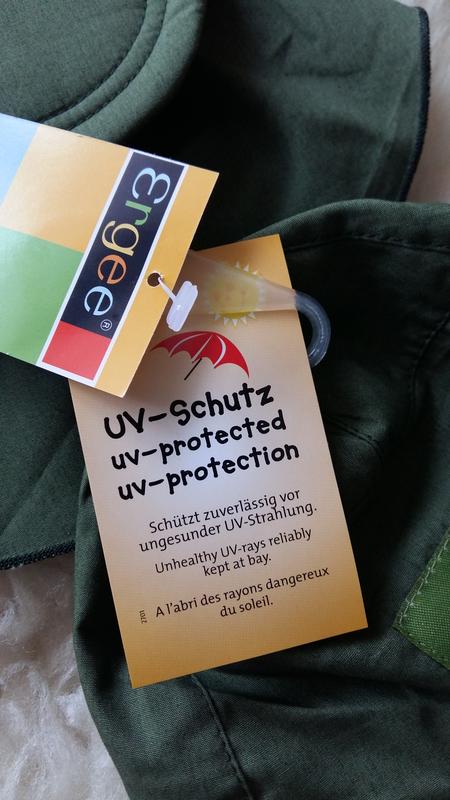 Ergee®
UV-Schutz
uv-protected
uv-protection
Schützt zuverlässig vor
ungesunder UV-Strahlung.
Unhealthy UV-rays reliably
kept at bay.
A l'abri des rayons dangereux
du soleil.
2701